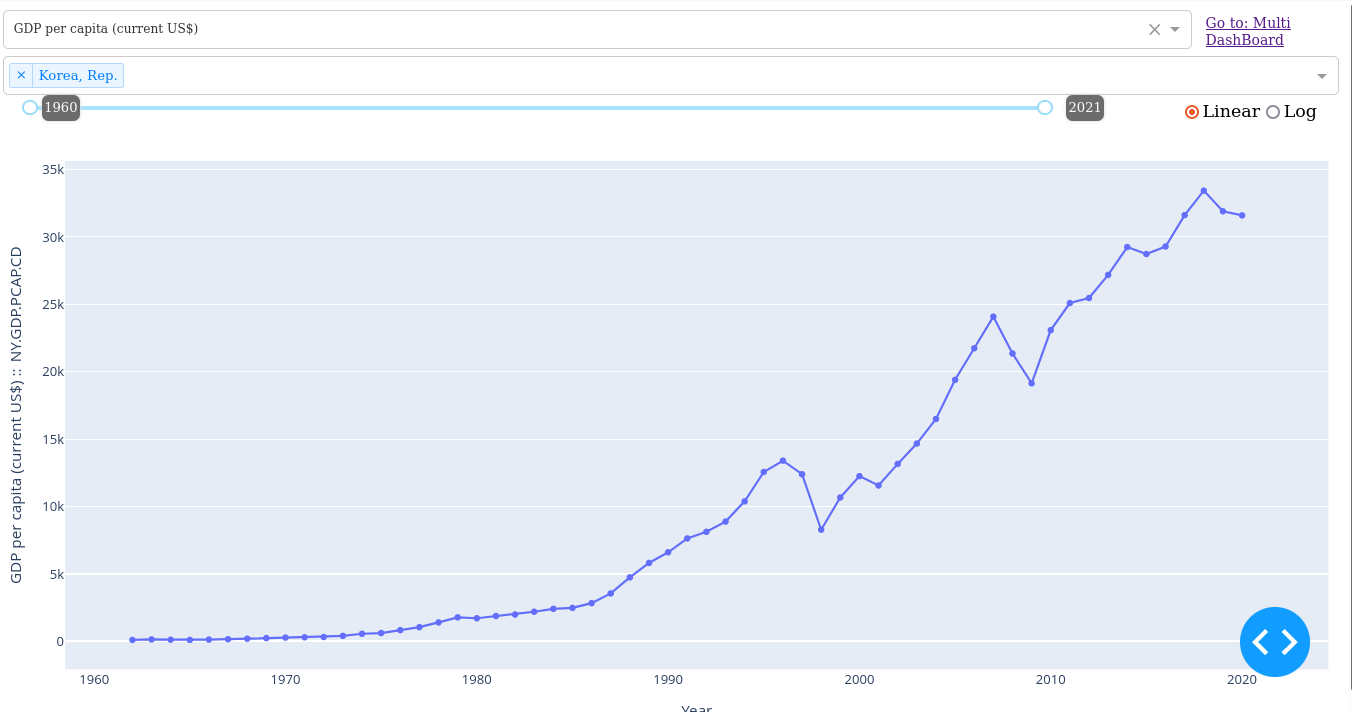 GDP per capita (current US$)
Go to: Multi
DashBoard
× Korea, Rep.
1960
2021
Linear
Log
35k
30k
25k
20k
15k
10k
5k
0
GDP per capita (current US$) :: NY.GDP.PCAP.CD
1960
1970
1980
1990
2000
2010
2020
Year